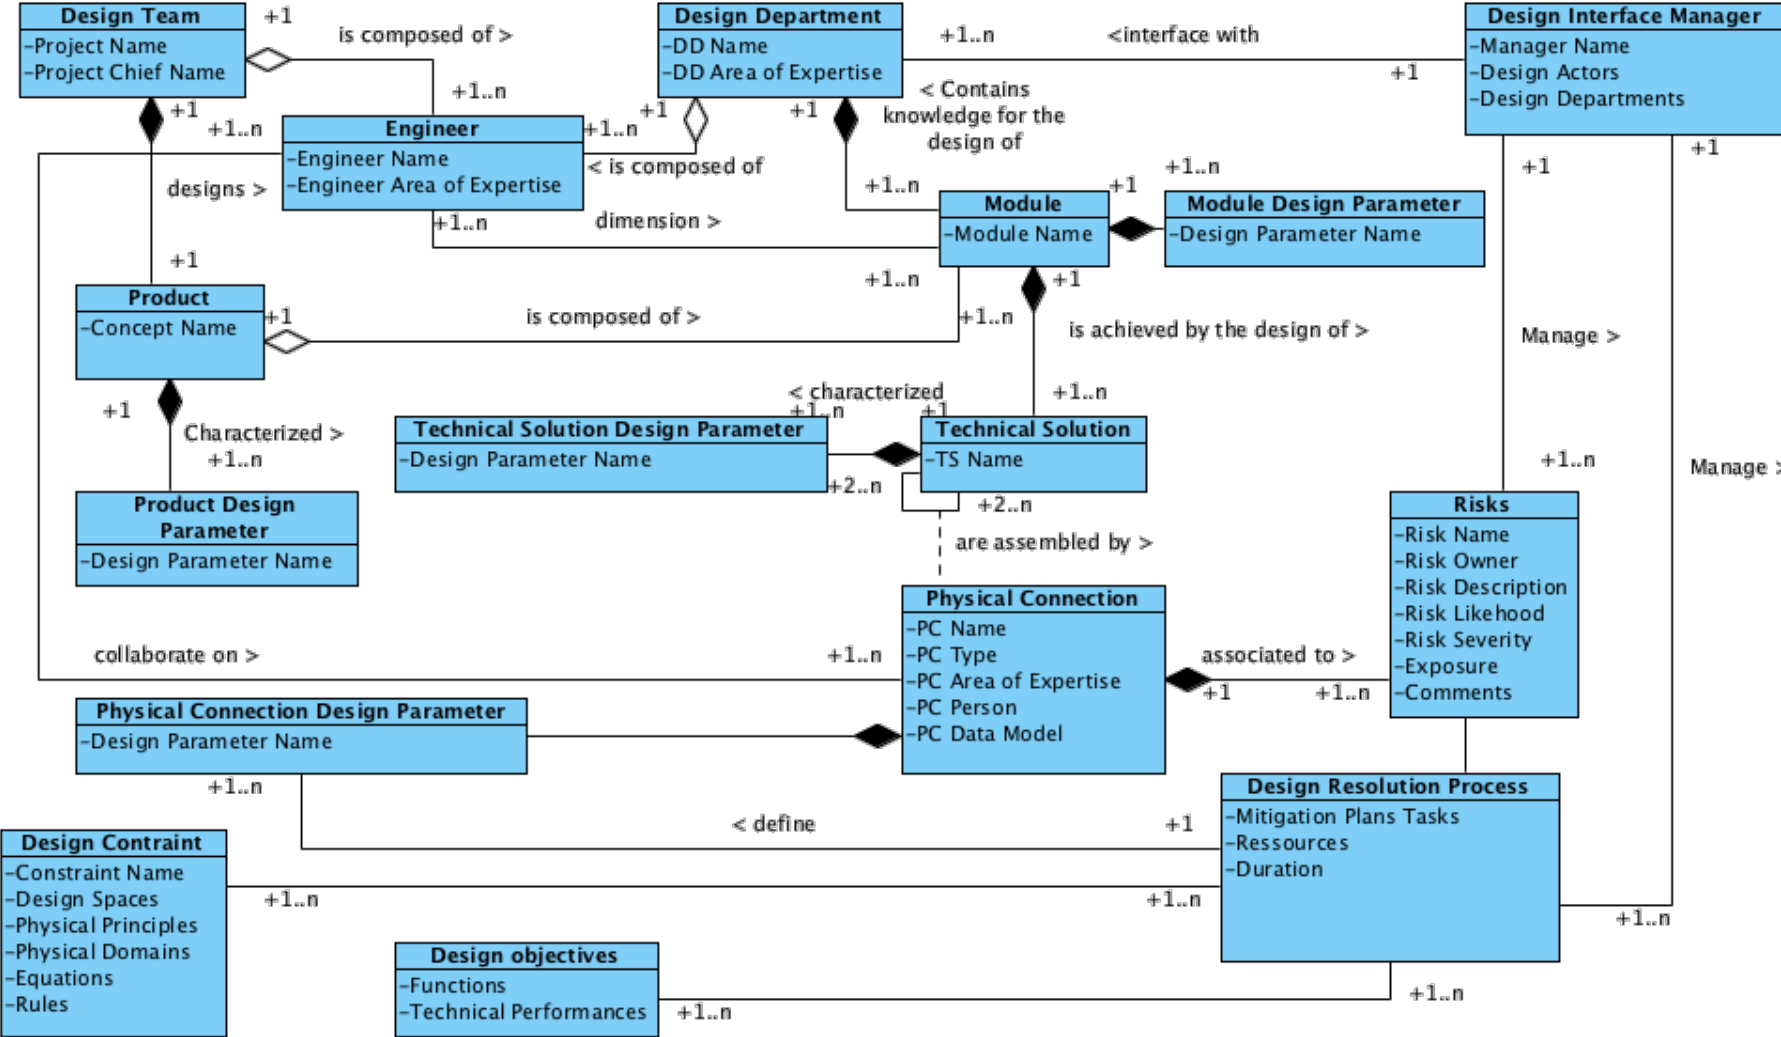 Design Team
-Project Name
-Project Chief Name
+1
is composed of >
+1..n
Design Department
-DD Name
-DD Area of Expertise
+1..n
<interface with
+1
Design Interface Manager
-Manager Name
-Design Actors
-Design Departments
+1
+1..n
Engineer
-Engineer Name
-Engineer Area of Expertise
+1..n
+1
< is composed of
+1
< Contains
knowledge for the
design of
+1..n
designs >
+1
+1..n
dimension >
+1..n
Module
-Module Name
+1
+1..n
Module Design Parameter
-Design Parameter Name
+1
+1
Product
-Concept Name
+1
is composed of >
+1..n
+1
is achieved by the design of >
+1..n
Manage >
+1..n
Manage >
+1
Characterized >
+1..n
Product Design
Parameter
-Design Parameter Name
< characterized
+1..n
+1
Technical Solution Design Parameter
-Design Parameter Name
Technical Solution
-TS Name
+2..n
+2..n
are assembled by >
Risks
-Risk Name
-Risk Owner
-Risk Description
-Risk Likehood
-Risk Severity
-Exposure
-Comments
Physical Connection
-PC Name
-PC Type
-PC Area of Expertise
-PC Person
-PC Data Model
collaborate on >
+1..n
associated to >
+1
+1..n
Physical Connection Design Parameter
-Design Parameter Name
+1..n
< define
+1
Design Resolution Process
-Mitigation Plans Tasks
-Ressources
-Duration
Design Contraint
-Constraint Name
-Design Spaces
-Physical Principles
-Physical Domains
-Equations
-Rules
+1..n
+1..n
+1..n
Design objectives
-Functions
-Technical Performances
+1..n
+1..n